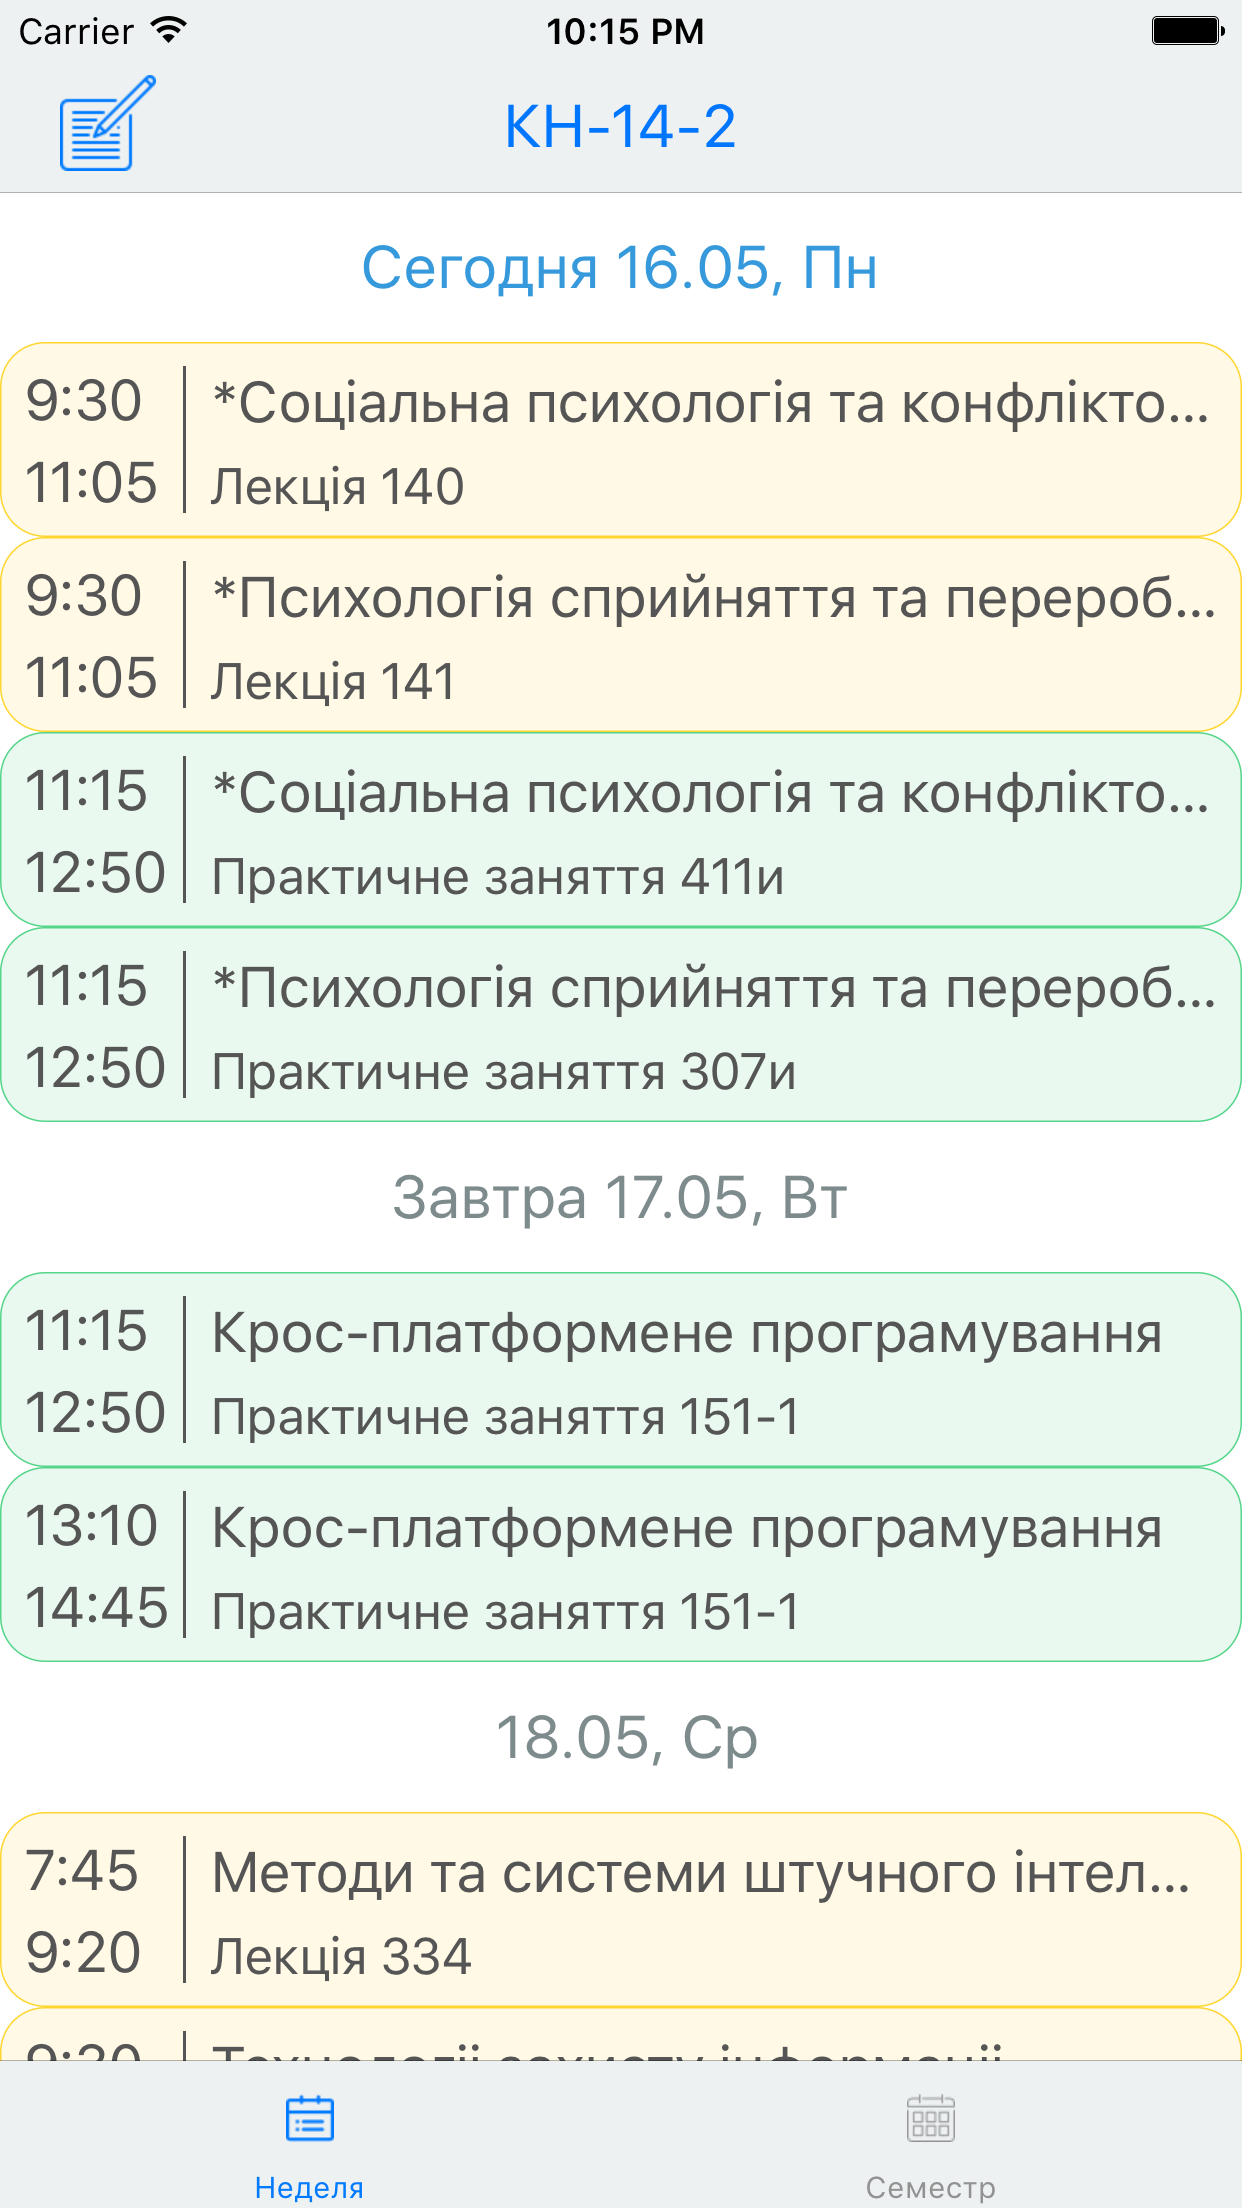 Carrier 10:15 PM
КН-14-2
Сегодня 16.05, Пн
9:30 *Соціальна психологія та конфлікто...
11:05 Лекція 140
9:30 *Психологія сприйняття та перероб...
11:05 Лекція 141
11:15 *Соціальна психологія та конфлікто...
12:50 Практичне заняття 411и
11:15 *Психологія сприйняття та перероб...
12:50 Практичне заняття 307и
Завтра 17.05, Вт
11:15 Крос-платформене програмування
12:50 Практичне заняття 151-1
13:10 Крос-платформене програмування
14:45 Практичне заняття 151-1
18.05, Ср
7:45 Методи та системи штучного інтел...
9:20 Лекція 334
9:30 Технології захисту інформації
Неделя Семестр